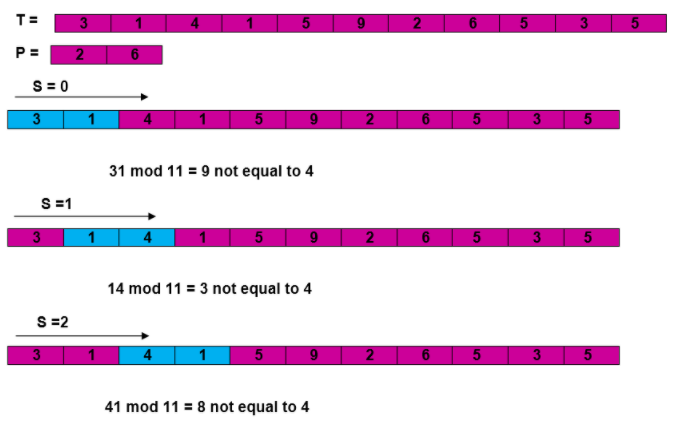 T = 3 1 4 1 5 9 2 6 5 3 5
P = 2 6
S = 0
3 1 4 1 5 9 2 6 5 3 5
31 mod 11 = 9 not equal to 4
S =1
3 1 4 1 5 9 2 6 5 3 5
14 mod 11 = 3 not equal to 4
S =2
3 1 4 1 5 9 2 6 5 3 5
41 mod 11 = 8 not equal to 4